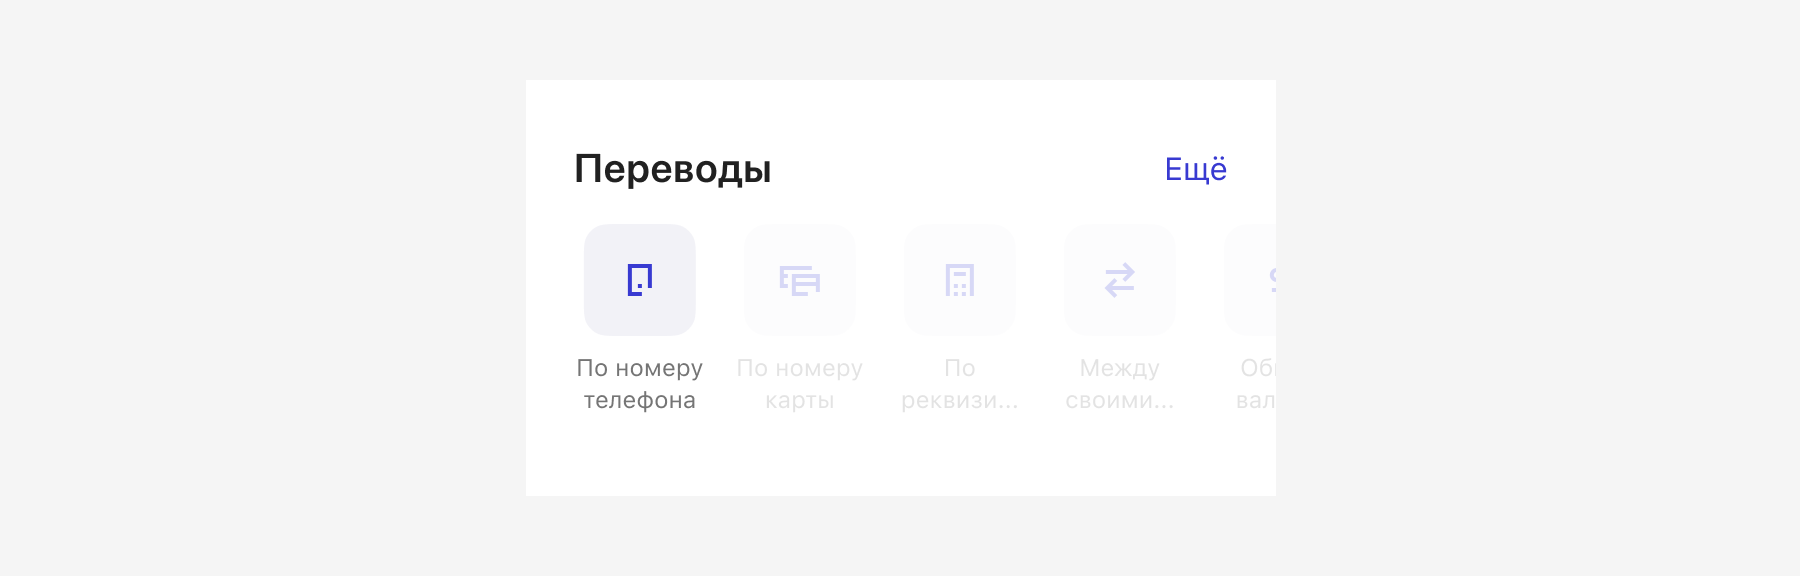 Переводы
Ещё
По номеру
телефона
По номеру
карты
По
реквизи...
Между
своими...